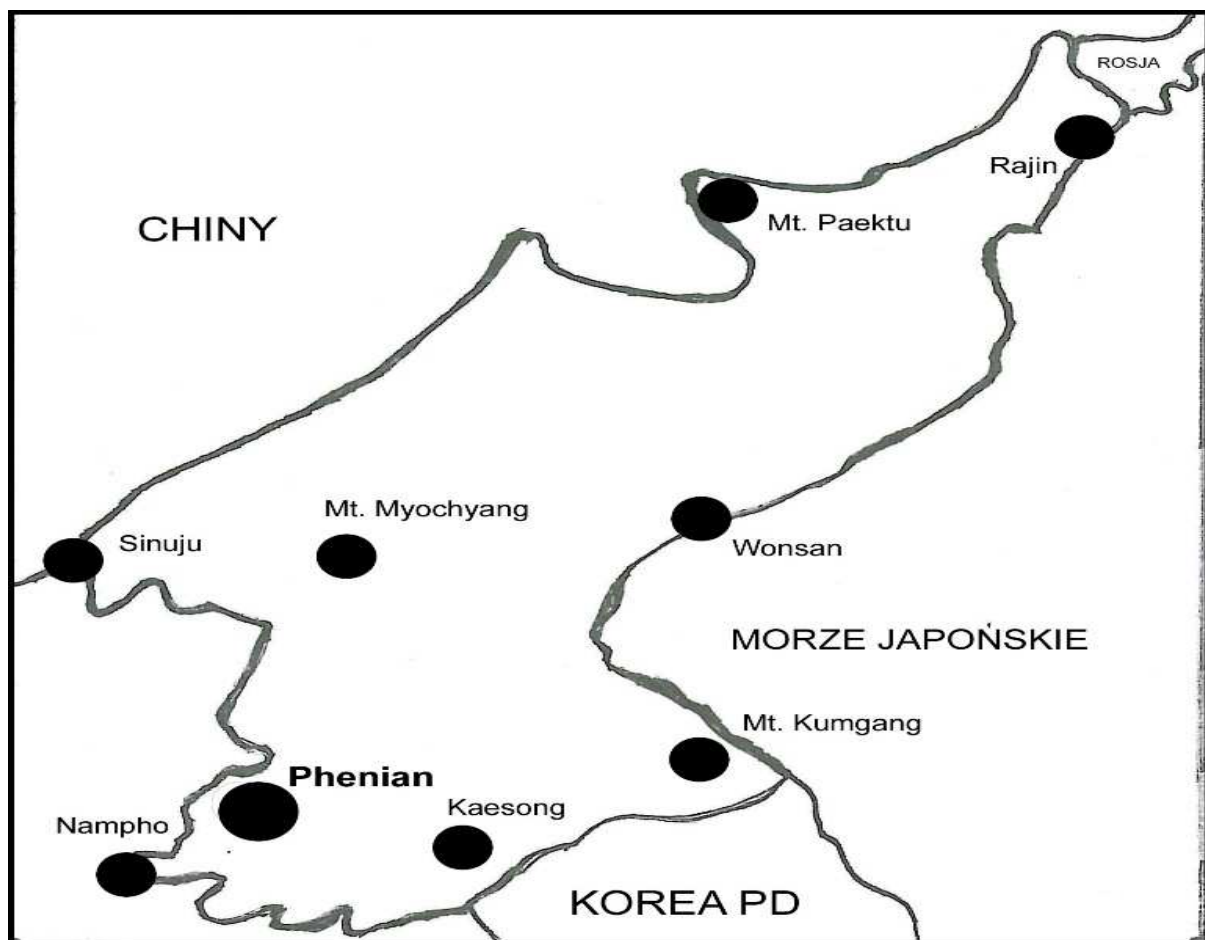 ROSJA
Rajin
CHINY
Mt. Paektu
Mt. Myochyang
Sinuju
Wonsan
MORZE JAPOŃSKIE
Mt. Kumgang
Phenian
Kaesong
Nampho
KOREA PD